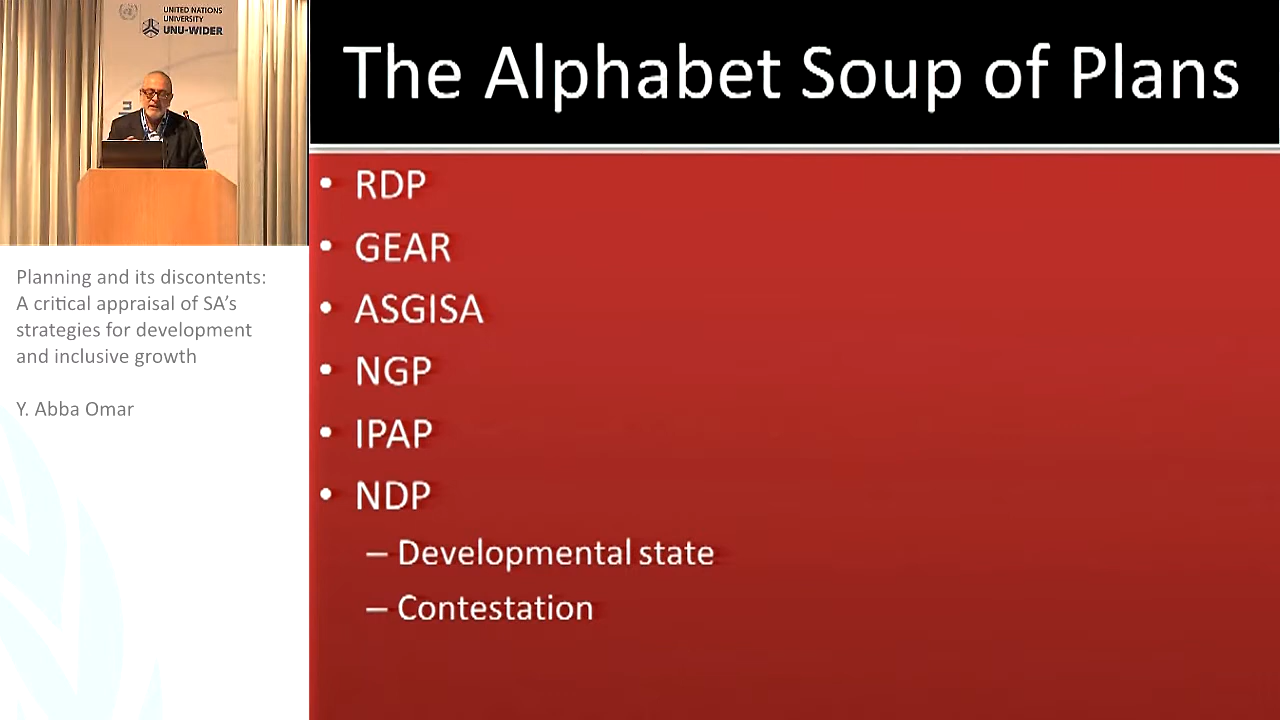 UNITED NATIONS
UNIVERSITY
UNU-WIDER
The Alphabet Soup of Plans
• RDP
• GEAR
• ASGISA
• NGP
• IPAP
• NDP
– Developmental state
– Contestation
Planning and its discontents:
A critical appraisal of SA's
strategies for development
and inclusive growth
Y. Abba Omar